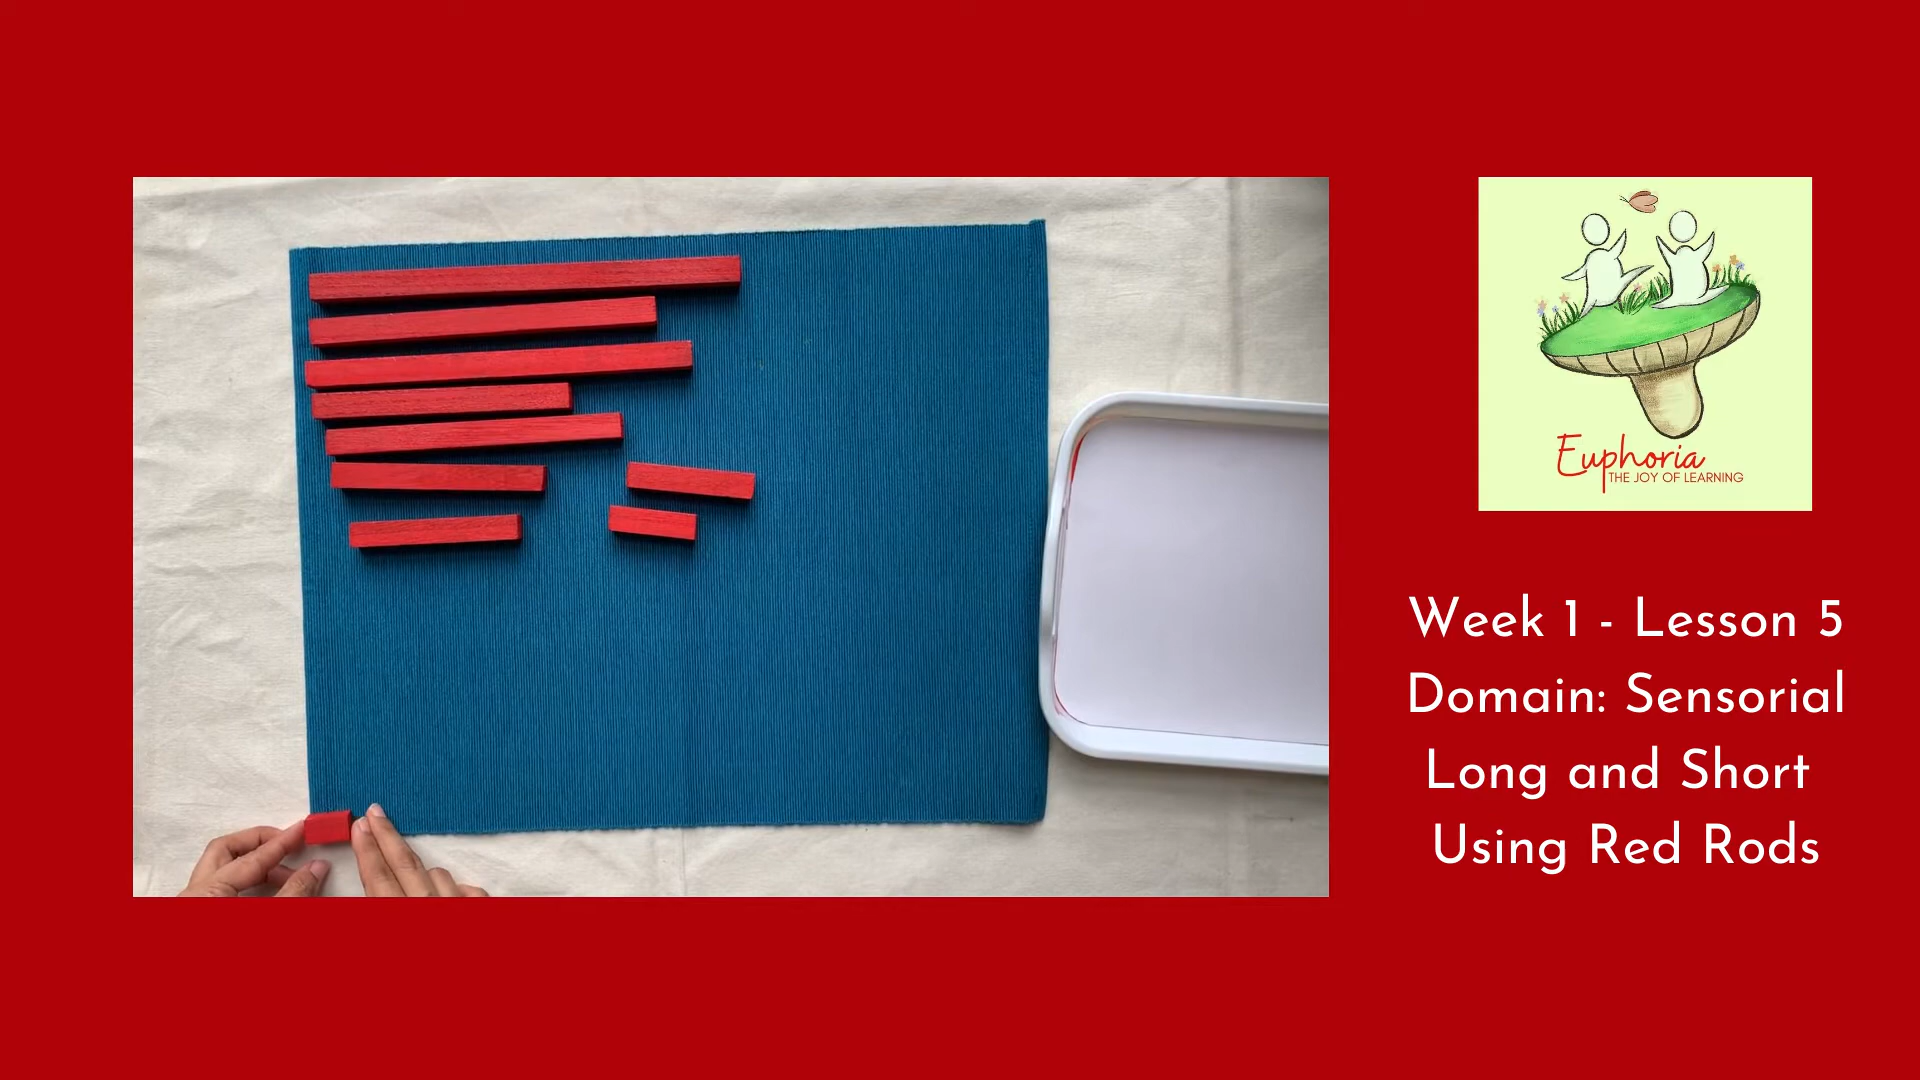 Euphoria
THE JOY OF LEARNING
Week 1 - Lesson 5
Domain: Sensorial
Long and Short
Using Red Rods